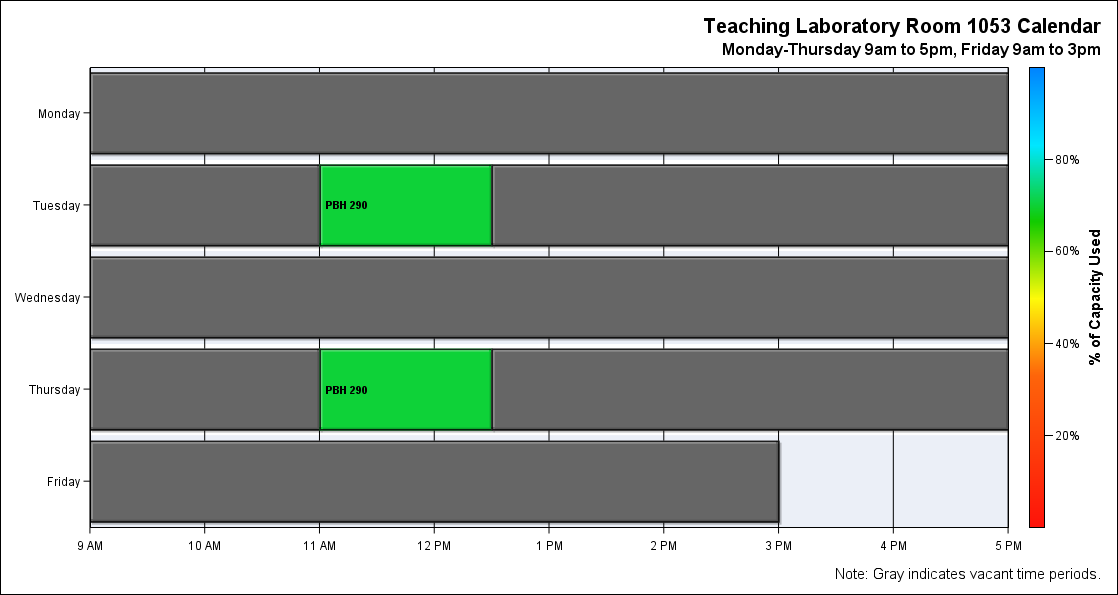 Teaching Laboratory Room 1053 Calendar
Monday-Thursday 9am to 5pm, Friday 9am to 3pm
Monday
Tuesday
PBH 290
Wednesday
Thursday
PBH 290
Friday
9 AM
10 AM
11 AM
12 PM
1 PM
2 PM
3 PM
4 PM
5 PM
80%
60%
40%
20%
% of Capacity Used
Note: Gray indicates vacant time periods.